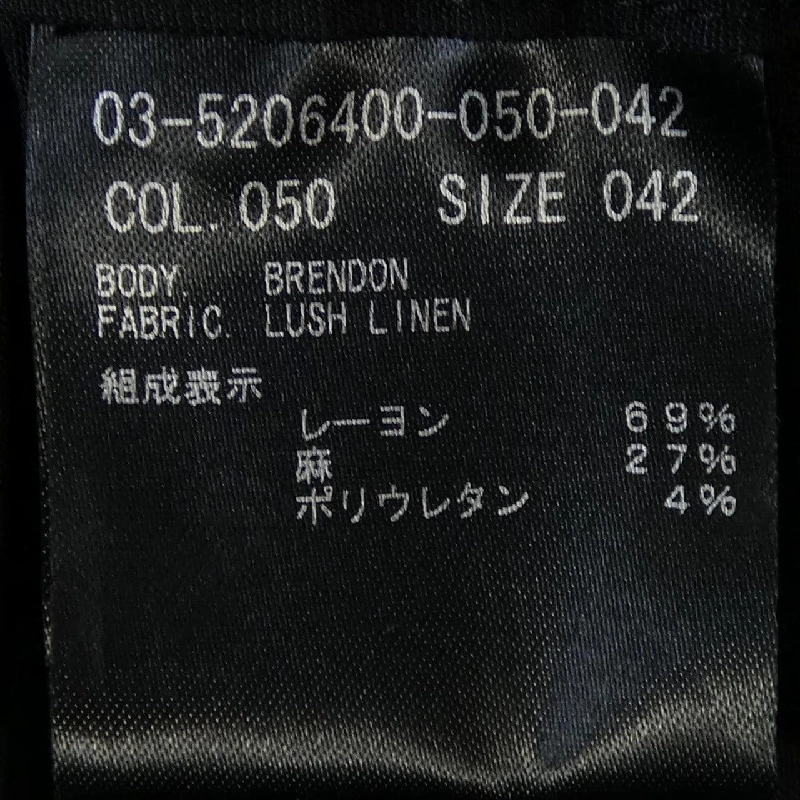 03-5206400-050-042
COL. 050 SIZE 042
BODY. BRENDON
FABRIC. LUSH LINEN
組成表示
レーヨン 69%
麻 27%
ポリウレタン 4%